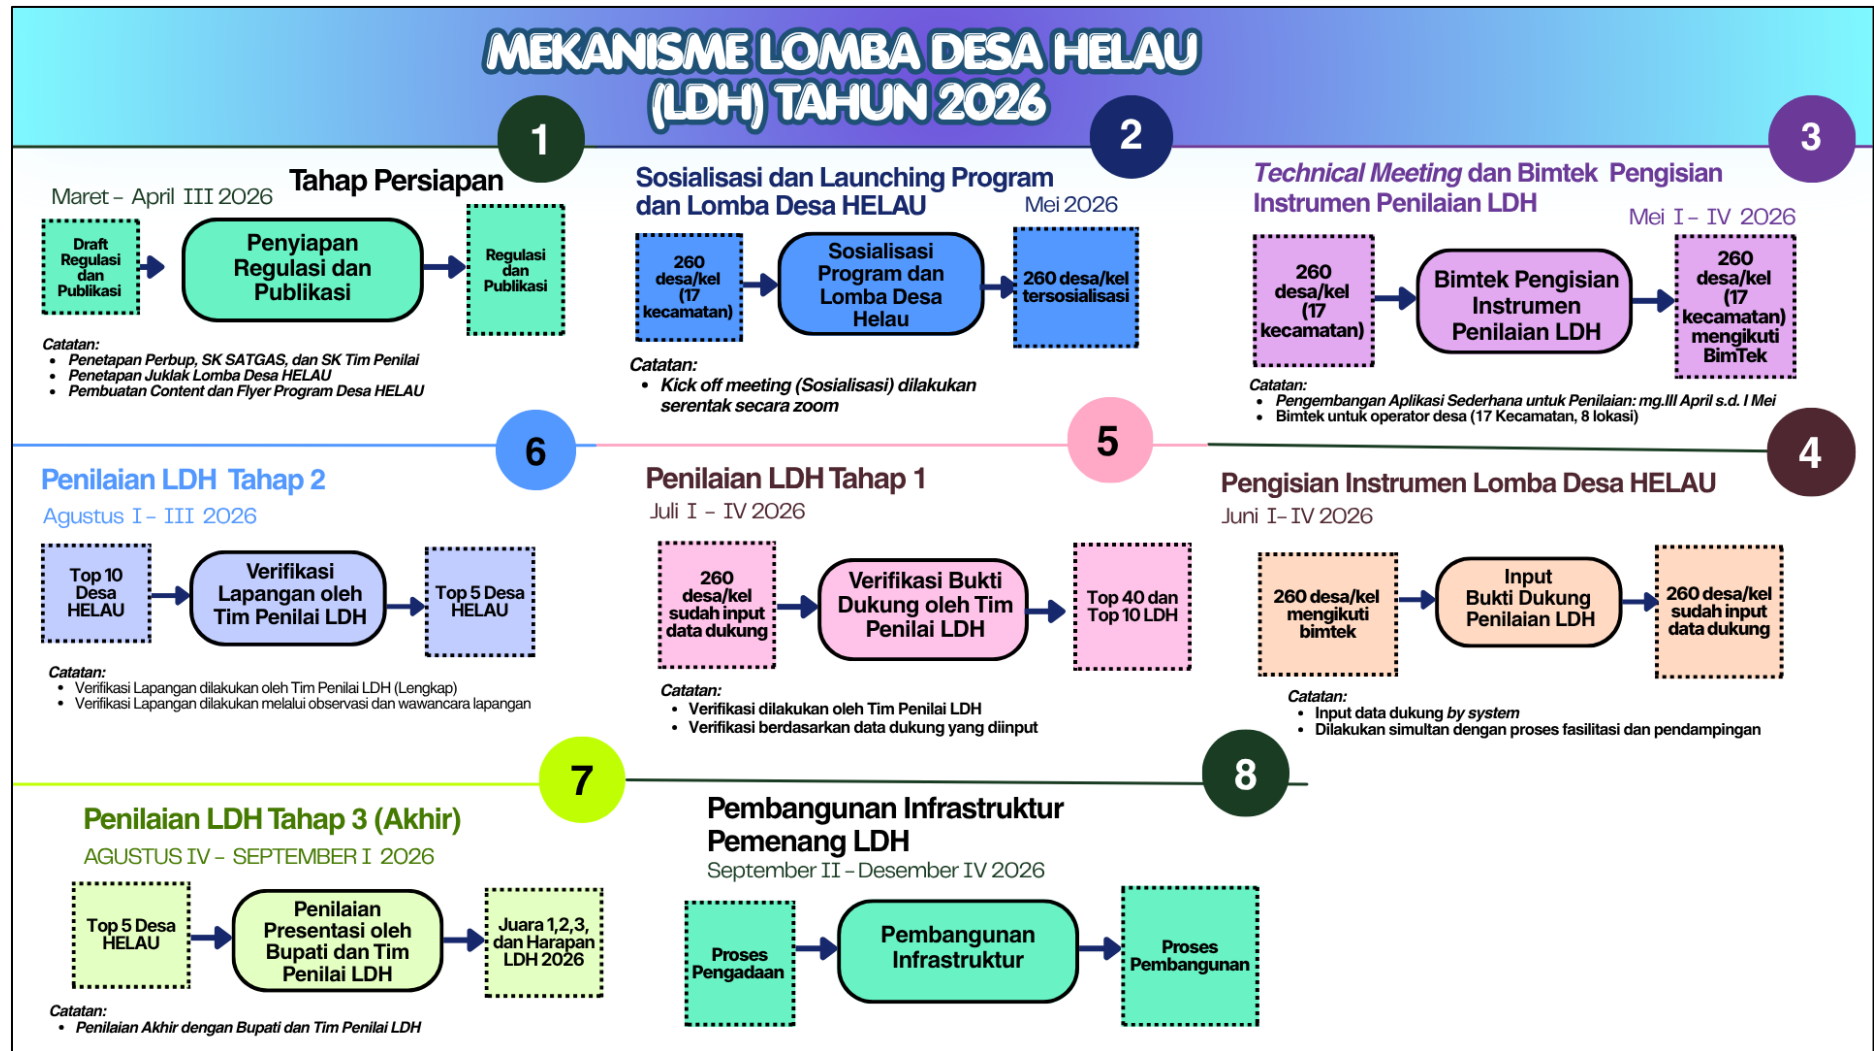 MEKANISME LOMBA DESA HELAU
(LDH) TAHUN 2026
1
Tahap Persiapan
Maret – April III 2026
Draft
Regulasi
dan
Publikasi
Penyiapan
Regulasi dan
Publikasi
Regulasi
dan
Publikasi
Catatan:
• Penetapan Perbup, SK SATGAS, dan SK Tim Penilai
• Penetapan Juklak Lomba Desa HELAU
• Pembuatan Content dan Flyer Program Desa HELAU
2
Sosialisasi dan Launching Program
dan Lomba Desa HELAU
Mei 2026
260
desa/kel
(17
kecamatan)
Sosialisasi
Program dan
Lomba Desa
Helau
260 desa/kel
tersosialisasi
Catatan:
• Kick off meeting (Sosialisasi) dilakukan
serentak secara zoom
3
Technical Meeting dan Bimtek Pengisian
Instrumen Penilaian LDH
Mei I – IV 2026
260
desa/kel
(17
kecamatan)
Bimtek Pengisian
Instrumen
Penilaian LDH
260
desa/kel
(17
kecamatan)
mengikuti
BimTek
Catatan:
• Pengembangan Aplikasi Sederhana untuk Penilaian: mg.III April s.d. I Mei
• Bimtek untuk operator desa (17 Kecamatan, 8 lokasi)
4
Pengisian Instrumen Lomba Desa HELAU
Juni I– IV 2026
260 desa/kel
mengikuti
bimtek
Input
Bukti Dukung
Penilaian LDH
260 desa/kel
sudah input
data dukung
Catatan:
• Input data dukung by system
• Dilakukan simultan dengan proses fasilitasi dan pendampingan
5
Penilaian LDH Tahap 1
Juli I – IV 2026
260
desa/kel
sudah input
data dukung
Verifikasi Bukti
Dukung oleh Tim
Penilai LDH
Top 40 dan
Top 10 LDH
Catatan:
• Verifikasi dilakukan oleh Tim Penilai LDH
• Verifikasi berdasarkan data dukung yang diinput
6
Penilaian LDH Tahap 2
Agustus I – III 2026
Top 10
Desa
HELAU
Verifikasi
Lapangan oleh
Tim Penilai LDH
Top 5 Desa
HELAU
Catatan:
• Verifikasi Lapangan dilakukan oleh Tim Penilai LDH (Lengkap)
• Verifikasi Lapangan dilakukan melalui observasi dan wawancara lapangan
7
Penilaian LDH Tahap 3 (Akhir)
AGUSTUS IV – SEPTEMBER I 2026
Top 5 Desa
HELAU
Penilaian
Presentasi oleh
Bupati dan Tim
Penilai LDH
Juara 1,2,3,
dan Harapan
LDH 2026
Catatan:
• Penilaian Akhir dengan Bupati dan Tim Penilai LDH
8
Pembangunan Infrastruktur
Pemenang LDH
September II – Desember IV 2026
Proses
Pengadaan
Pembangunan
Infrastruktur
Proses
Pembangunan